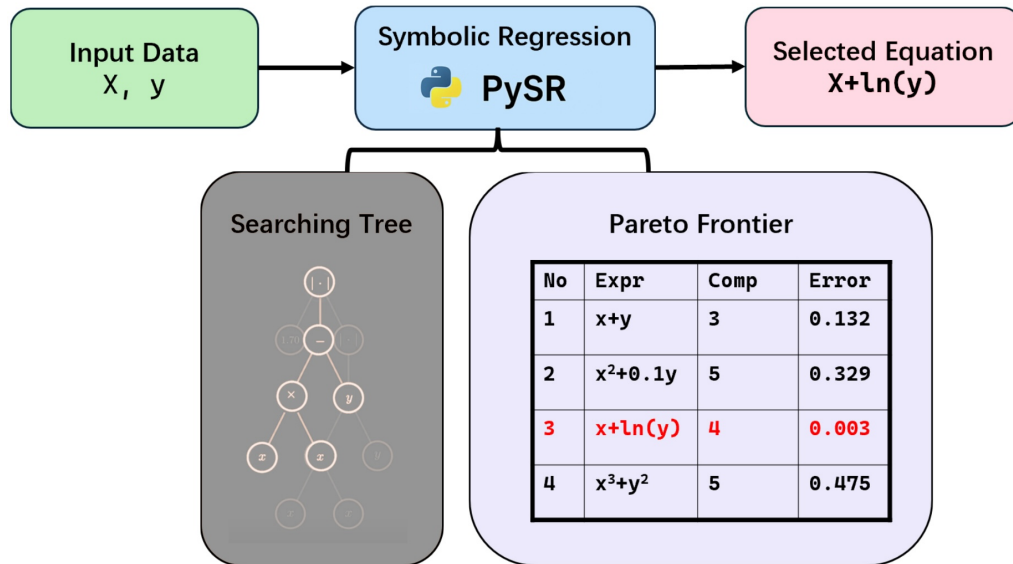 Input Data
X, y
Symbolic Regression
PySR
Selected Equation
X+ln(y)
Searching Tree
|·|
−
×
y
x
x
Pareto Frontier
No Expr Comp Error
1 x+y 3 0.132
2 x²+0.1y 5 0.329
3 x+ln(y) 4 0.003
4 x³+y² 5 0.475